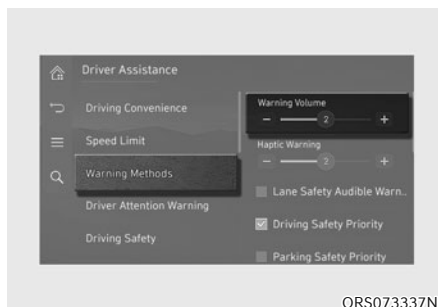 Driver Assistance
Driving Convenience
Speed Limit
Warning Methods
Driver Attention Warning
Driving Safety
Warning Volume
− 2 +
Haptic Warning
− 2 +
Lane Safety Audible Warn..
Driving Safety Priority
Parking Safety Priority
ORS073337N